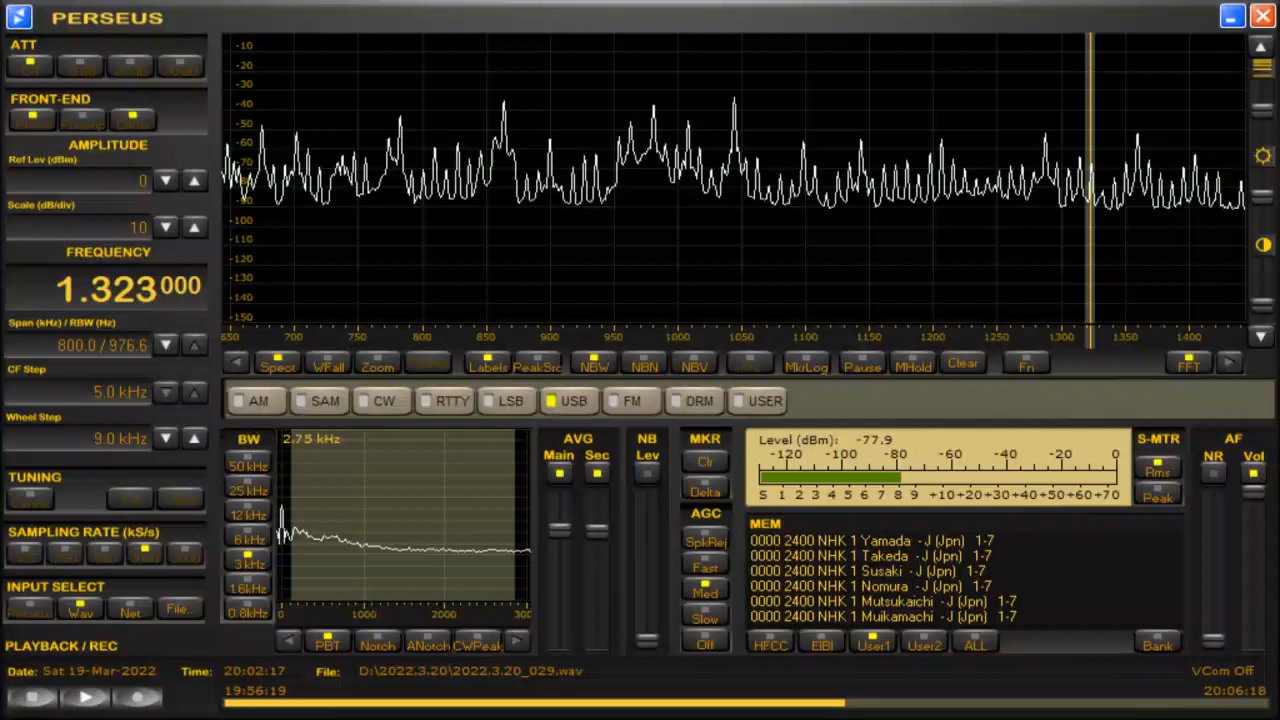 PERSEUS
ATT
FRONT-END
AMPLITUDE
Ref Lev (dBm)
0
Scale (dB/div)
10
FREQUENCY
1.323000
Span (kHz) / RBW (Hz)
800.0 / 976.6
CF Step
5.0 kHz
Wheel Step
9.0 kHz
TUNING
SAMPLING RATE (kS/s)
INPUT SELECT
Wav Net File..
PLAYBACK / REC
-10
-20
-30
-40
-50
-60
-70
-90
-100
-110
-120
-130
-140
-150
650 700 750 800 850 900 950 1000 1050 1100 1150 1200 1250 1300 1350 1400
Spect WFall Zoom Labels PeakSrc NBW NBN NBV MkrLog Pause MHold Clear Fn FFT
AM SAM CW RTTY LSB USB FM DRM USER
BW
50 kHz
25 kHz
12 kHz
6 kHz
3 kHz
1.6kHz
0.8kHz
2.75 kHz
0 1000 2000 300
PBT Notch ANotch CWPeak
AVG
Main Sec
NB
Lev
MKR
Clr
Delta
AGC
SpkRej
Fast
Med
Slow
Off
Level (dBm): -77.9
-120 -100 -80 -60 -40 -20 0
S 1 2 3 4 5 6 7 8 9 +10+20+30+40+50+60+70
S-MTR
Rms
Peak
AF
NR Vol
MEM
0000 2400 NHK 1 Yamada - J (Jpn) 1-7
0000 2400 NHK 1 Takeda - J (Jpn) 1-7
0000 2400 NHK 1 Susaki - J (Jpn) 1-7
0000 2400 NHK 1 Nomura - J (Jpn) 1-7
0000 2400 NHK 1 Mutsukaichi - J (Jpn) 1-7
0000 2400 NHK 1 Muikamachi - J (Jpn) 1-7
HFCC EIBI User1 User2 ALL Bank
Date: Sat 19-Mar-2022 Time: 20:02:17 File: D:\2022.3.20\2022.3.20_029.wav VCom Off
19:56:19 20:06:18